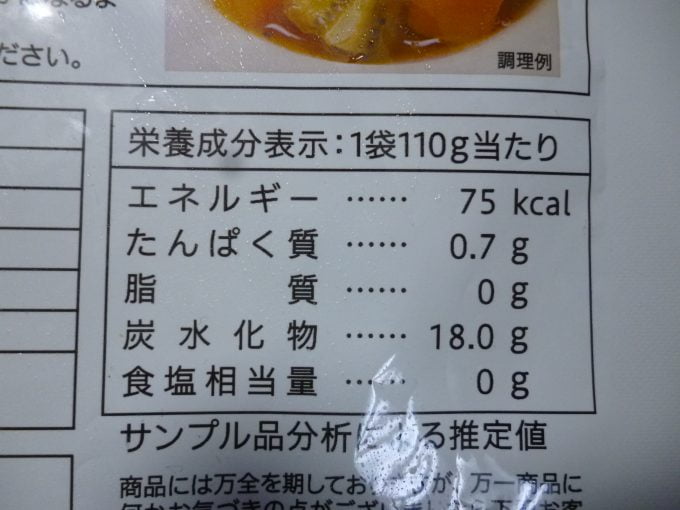 ださい。
調理例
栄養成分表示：1袋110g当たり
エネルギー …… 75 kcal
たんぱく質 …… 0.7 g
脂質 …… 0 g
炭水化物 …… 18.0 g
食塩相当量 …… 0 g
サンプル品分析による推定値
商品には万全を期してお が、万一商品に